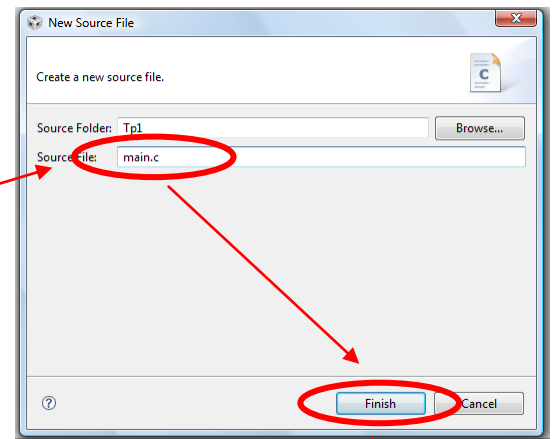 New Source File
Create a new source file.
c
Source Folder: Tp1 Browse...
Source File: main.c
? Finish Cancel